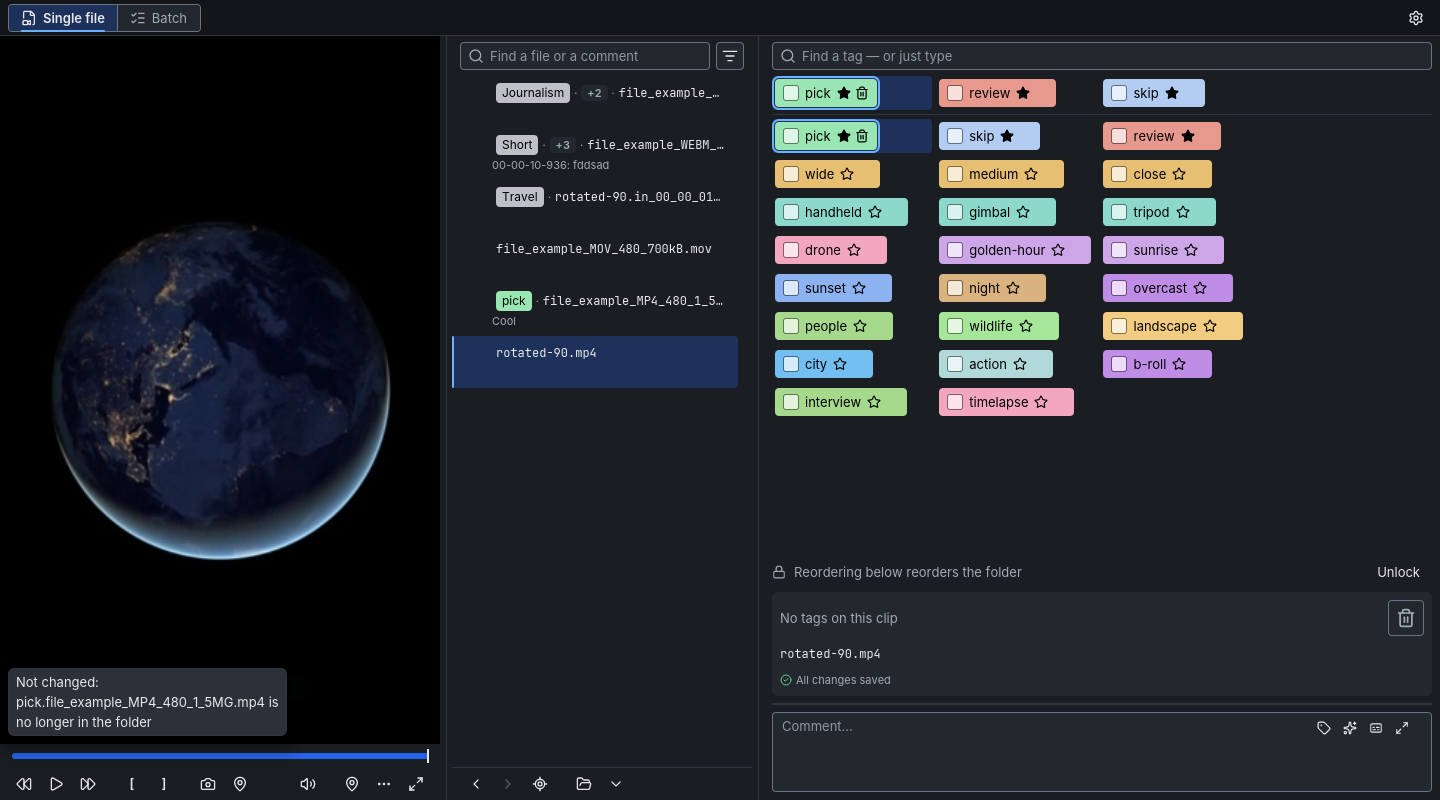 Single file
Batch
Find a file or a comment
Find a tag — or just type
Journalism · +2 · file_example_…
Short · +3 · file_example_WEBM_…
00-00-10-936: fddsad
Travel · rotated-90.in_00_00_01…
file_example_MOV_480_700kB.mov
pick · file_example_MP4_480_1_5…
Cool
rotated-90.mp4
pick review skip
pick skip review
wide medium close
handheld gimbal tripod
drone golden-hour sunrise
sunset night overcast
people wildlife landscape
city action b-roll
interview timelapse
Reordering below reorders the folder
Unlock
No tags on this clip
rotated-90.mp4
All changes saved
Comment...
Not changed:
pick.file_example_MP4_480_1_5MG.mp4 is
no longer in the folder
[ ]